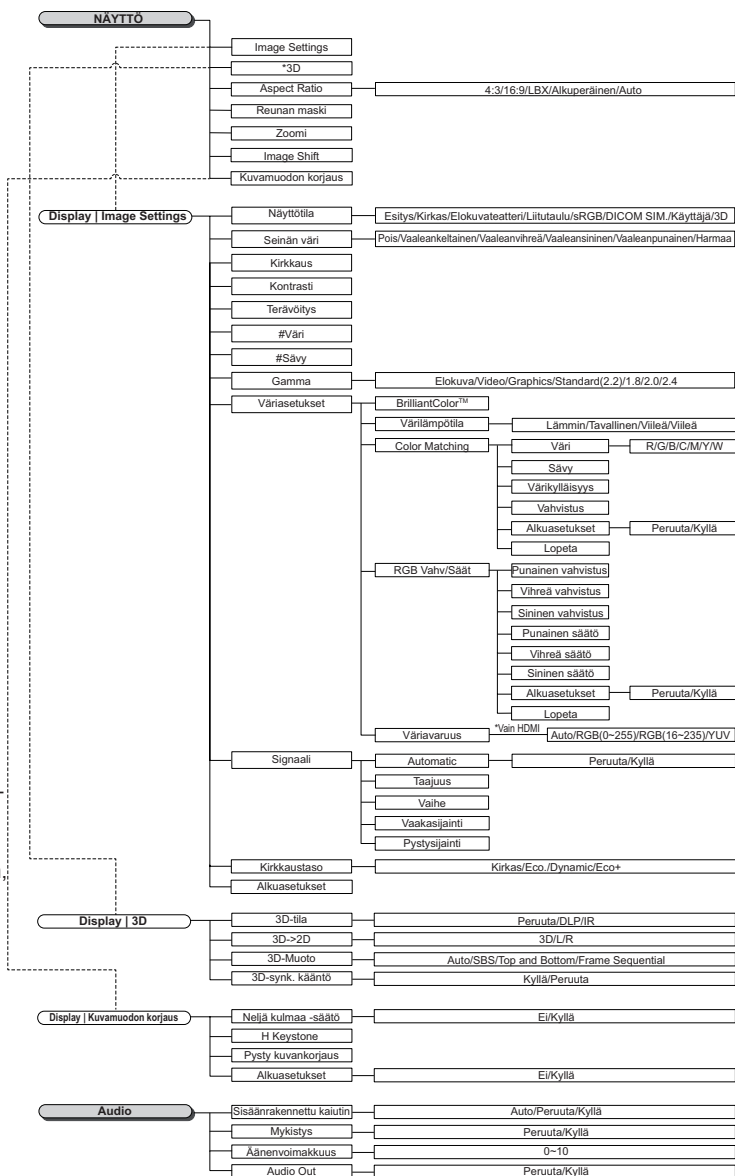 NÄYTTÖ
Image Settings
*3D
Aspect Ratio 4:3/16:9/LBX/Alkuperäinen/Auto
Reunan maski
Zoomi
Image Shift
Kuvamuodon korjaus
Display | Image Settings Näyttötila Esitys/Kirkas/Elokuvateatteri/Liitutaulu/sRGB/DICOM SIM./Käyttäjä/3D
Seinän väri Pois/Vaaleankeltainen/Vaaleanvihreä/Vaaleansininen/Vaaleanpunainen/Harmaa
Kirkkaus
Kontrasti
Terävöitys
#Väri
#Sävy
Gamma Elokuva/Video/Graphics/Standard(2.2)/1.8/2.0/2.4
Väriasetukset BrilliantColor™
Värilämpötila Lämmin/Tavallinen/Viileä/Viileä
Color Matching Väri R/G/B/C/M/Y/W
Sävy
Värikylläisyys
Vahvistus
Alkuasetukset Peruuta/Kyllä
Lopeta
RGB Vahv/Säät Punainen vahvistus
Vihreä vahvistus
Sininen vahvistus
Punainen säätö
Vihreä säätö
Sininen säätö
Alkuasetukset Peruuta/Kyllä
Lopeta
Väriavaruus *Vain HDMI Auto/RGB(0~255)/RGB(16~235)/YUV
Signaali Automatic Peruuta/Kyllä
Taajuus
Vaihe
Vaakasijainti
Pystysijainti
Kirkkaustaso Kirkas/Eco./Dynamic/Eco+
Alkuasetukset
Display | 3D 3D-tila Peruuta/DLP/IR
3D->2D 3D/L/R
3D-Muoto Auto/SBS/Top and Bottom/Frame Sequential
3D-synk. kääntö Kyllä/Peruuta
Display | Kuvamuodon korjaus Neljä kulmaa -säätö Ei/Kyllä
H Keystone
Pysty kuvankorjaus
Alkuasetukset Ei/Kyllä
Audio Sisäänrakennettu kaiutin Auto/Peruuta/Kyllä
Mykistys Peruuta/Kyllä
Äänenvoimakkuus 0~10
Audio Out Peruuta/Kyllä